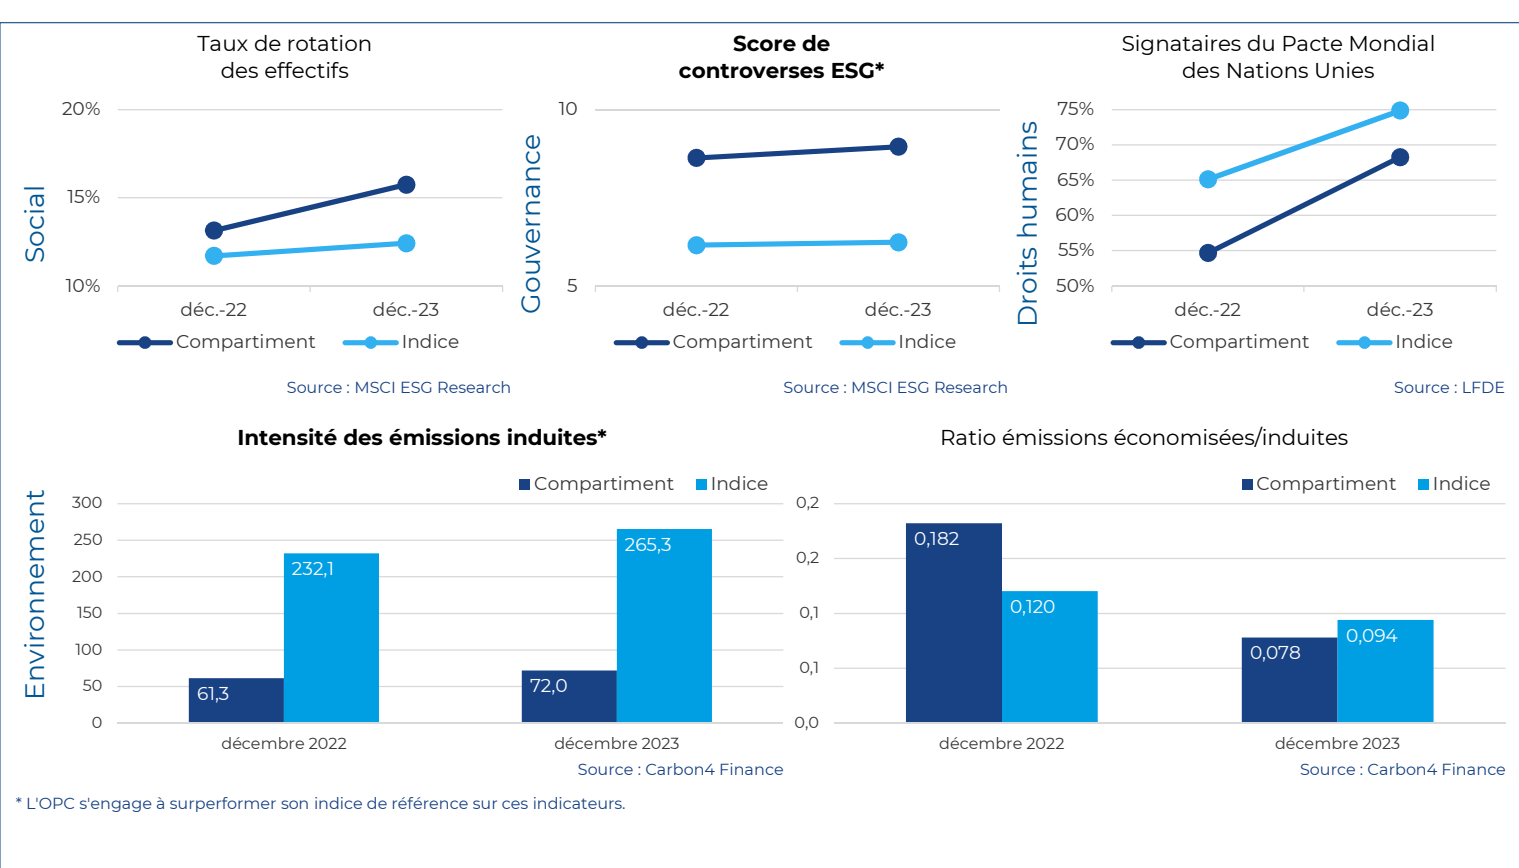 Taux de rotation
des effectifs
20%
15%
10%
Social
déc.-22
déc.-23
Compartiment
Indice
Source : MSCI ESG Research
Score de
controverses ESG*
10
5
Gouvernance
déc.-22
déc.-23
Compartiment
Indice
Source : MSCI ESG Research
Signataires du Pacte Mondial
des Nations Unies
75%
70%
65%
60%
55%
50%
Droits humains
déc.-22
déc.-23
Compartiment
Indice
Source : LFDE
Intensité des émissions induites*
Compartiment
Indice
Environnement
300
250
200
150
100
50
0
61,3
232,1
72,0
265,3
décembre 2022
décembre 2023
Source : Carbon4 Finance
Ratio émissions économisées/induites
Compartiment
Indice
0,2
0,2
0,1
0,1
0,0
0,182
0,120
0,078
0,094
décembre 2022
décembre 2023
Source : Carbon4 Finance
* L'OPC s'engage à surperformer son indice de référence sur ces indicateurs.